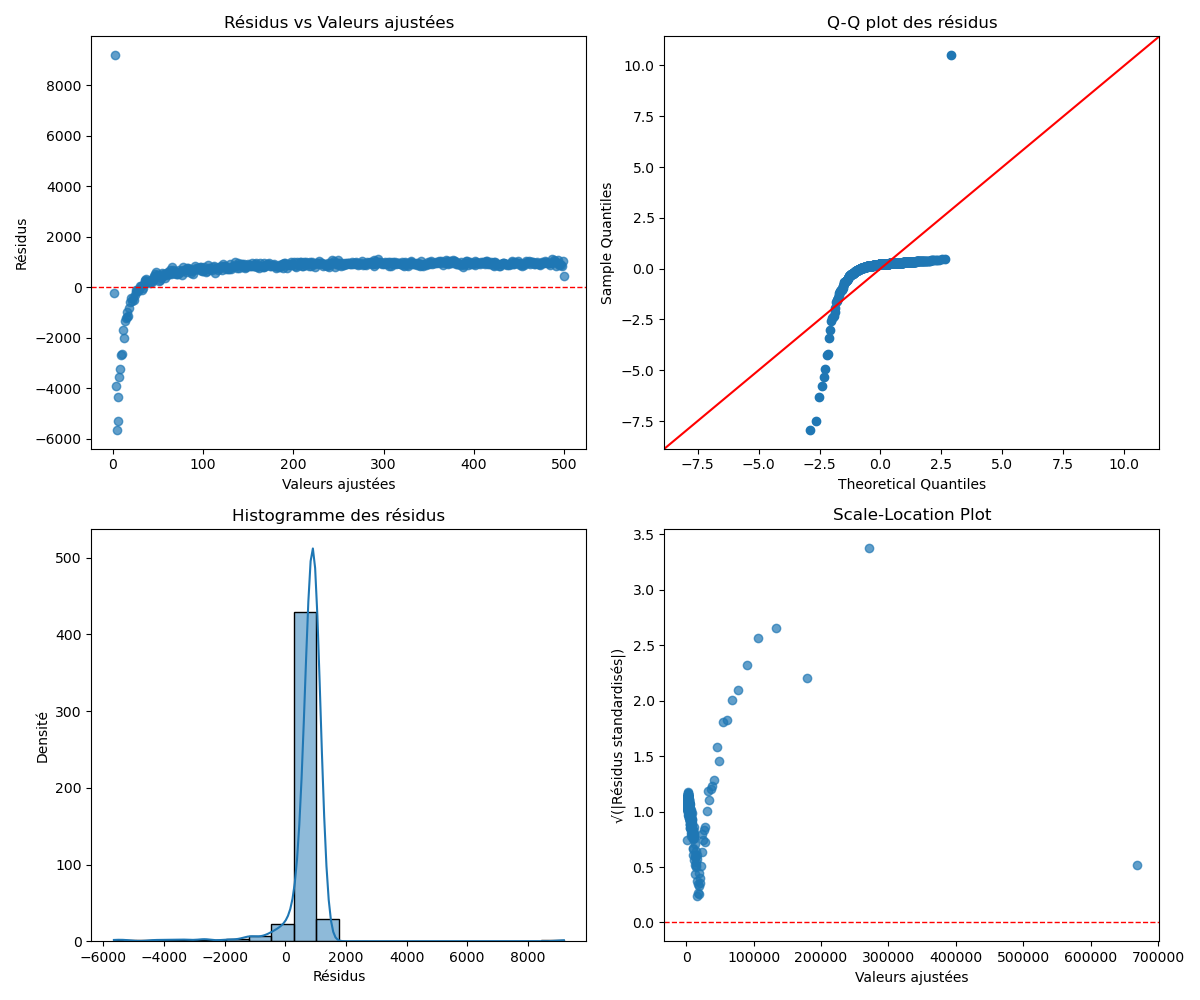 Résidus vs Valeurs ajustées
Résidus
8000
6000
4000
2000
0
−2000
−4000
−6000
0 100 200 300 400 500
Valeurs ajustées
Q-Q plot des résidus
Sample Quantiles
10.0
7.5
5.0
2.5
0.0
−2.5
−5.0
−7.5
−7.5 −5.0 −2.5 0.0 2.5 5.0 7.5 10.0
Theoretical Quantiles
Histogramme des résidus
Densité
500
400
300
200
100
0
−6000 −4000 −2000 0 2000 4000 6000 8000
Résidus
Scale-Location Plot
√(|Résidus standardisés|)
3.5
3.0
2.5
2.0
1.5
1.0
0.5
0.0
0 100000 200000 300000 400000 500000 600000 700000
Valeurs ajustées